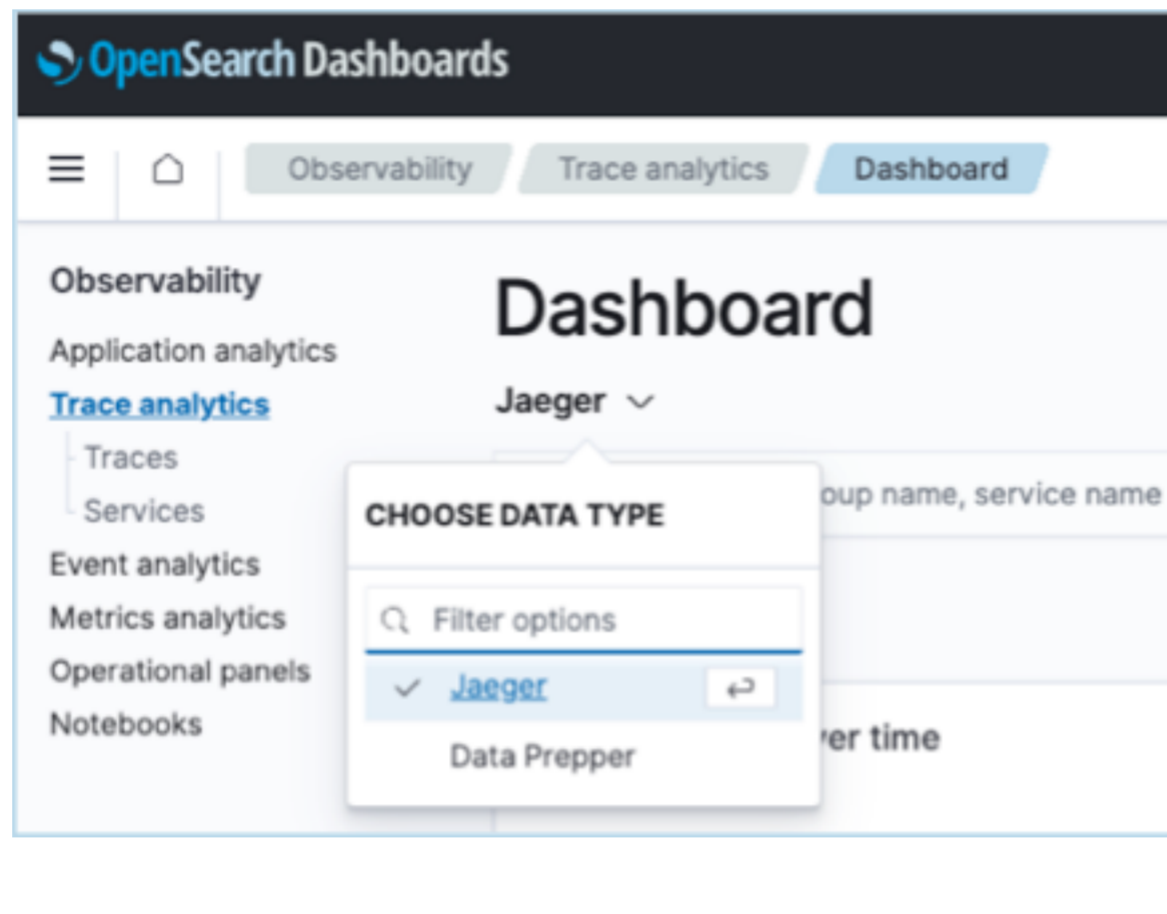 OpenSearch Dashboards
Observability Trace analytics Dashboard
Observability
Application analytics
Trace analytics
Traces
Services
Event analytics
Metrics analytics
Operational panels
Notebooks
Dashboard
Jaeger
oup name, service name
CHOOSE DATA TYPE
Filter options
Jaeger
Data Prepper
er time